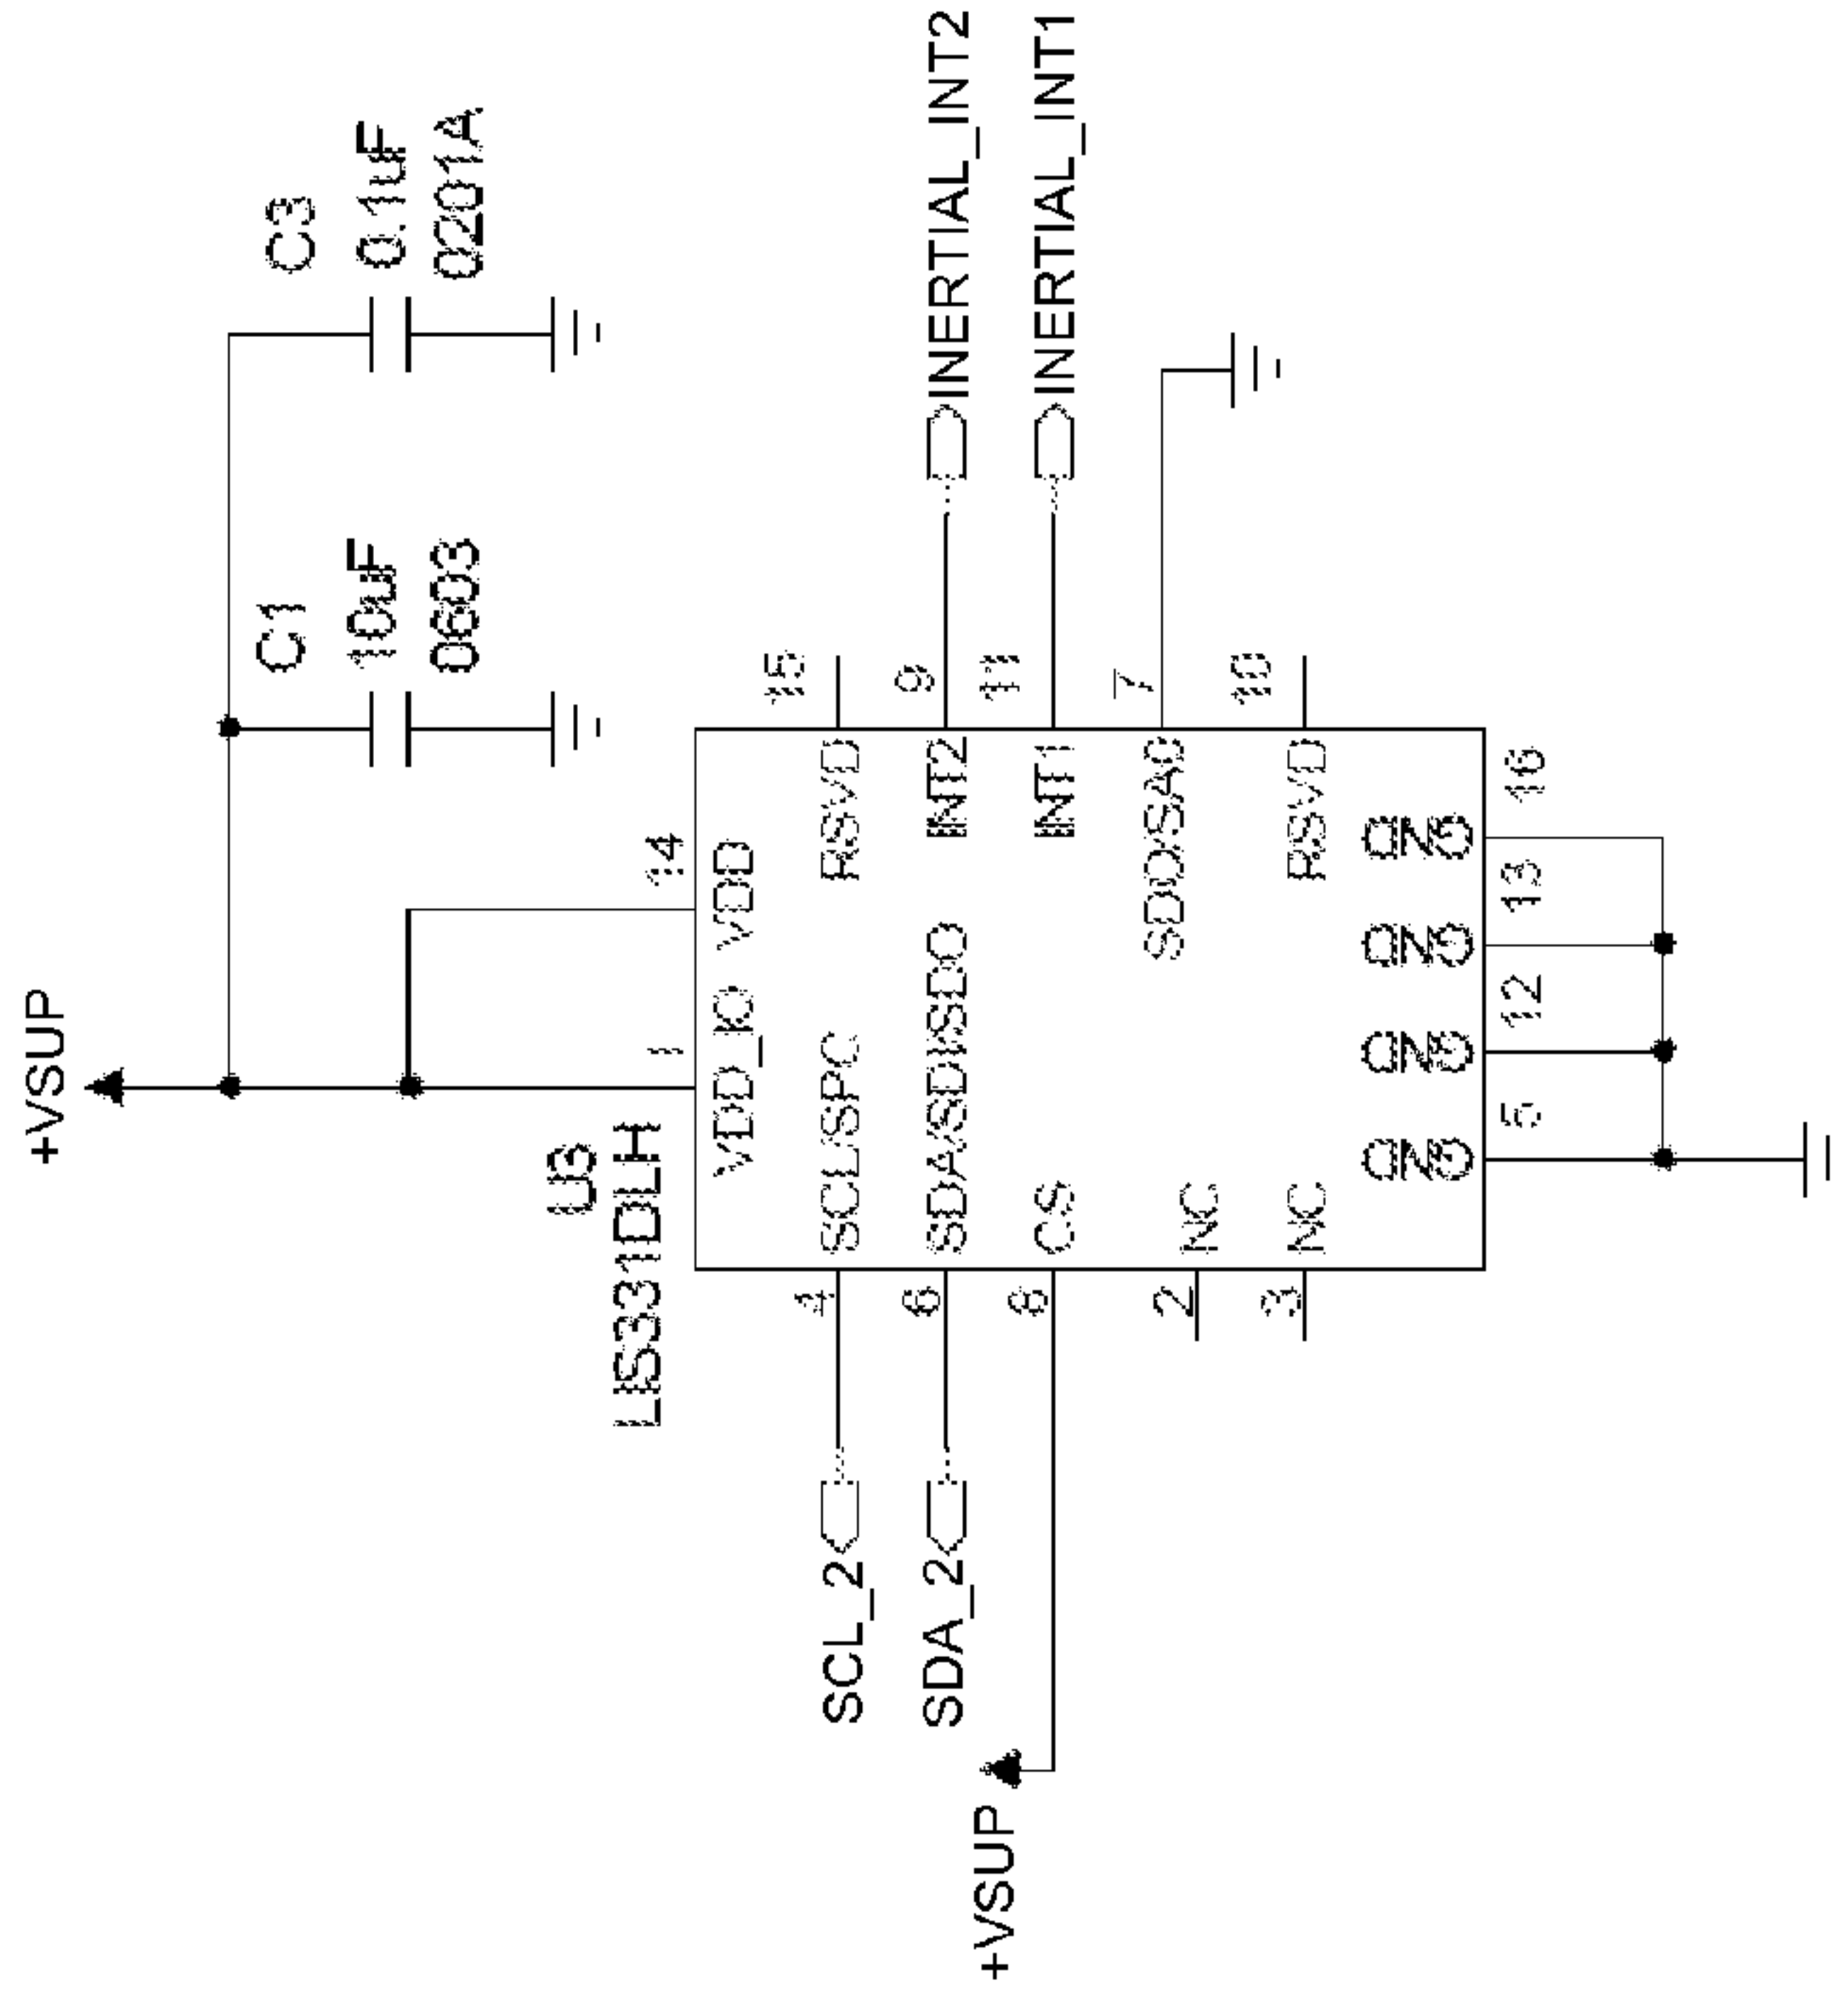 +VSUP
C1
10uF
0603
C3
0.1uF
0201A
U3
LIS331DLH
1
14
VDD_IO
VDD
SCL_2
4
SCL/SPC
RSVD
15
SDA_2
6
SDA/SDI/SDO
INT2
9
INERTIAL_INT2
+VSUP
CS
INT1
11
INERTIAL_INT1
SDO/SA0
7
2
NC
3
NC
RSVD
10
GND
GND
GND
GND
5
12
13
16